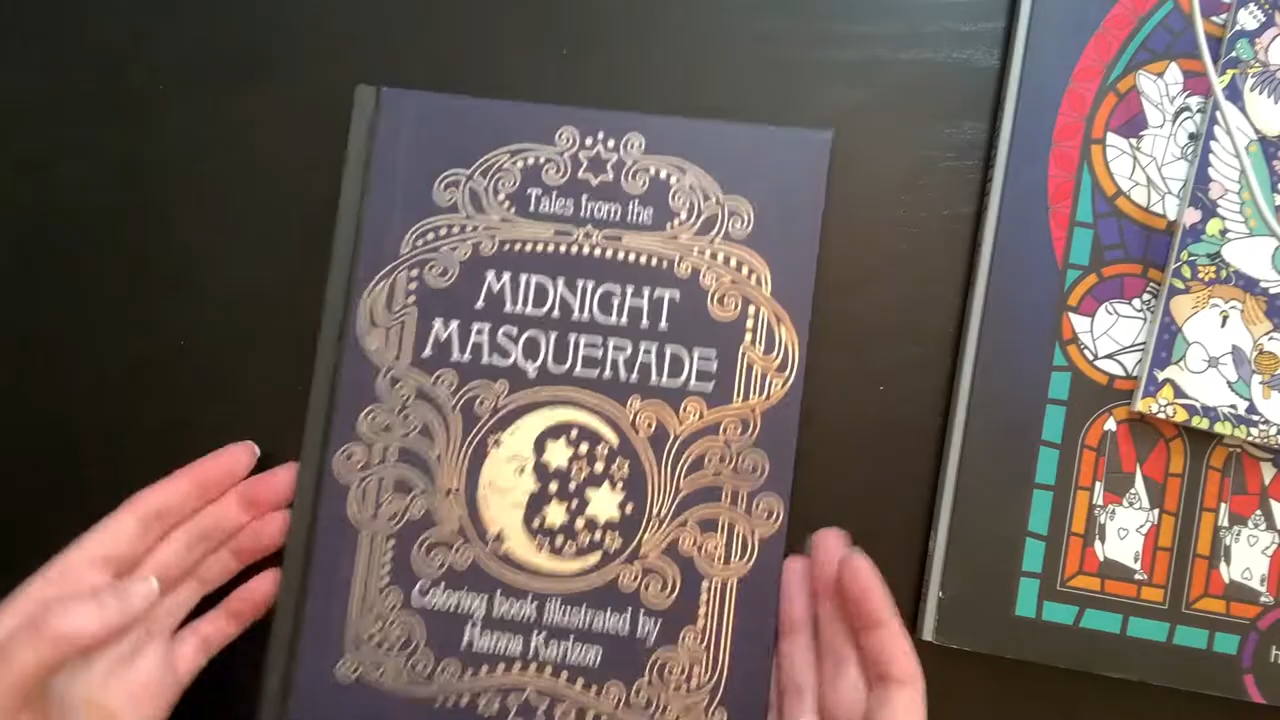 Tales from the
MIDNIGHT
MASQUERADE
Coloring book illustrated by
Hanna Karlzon